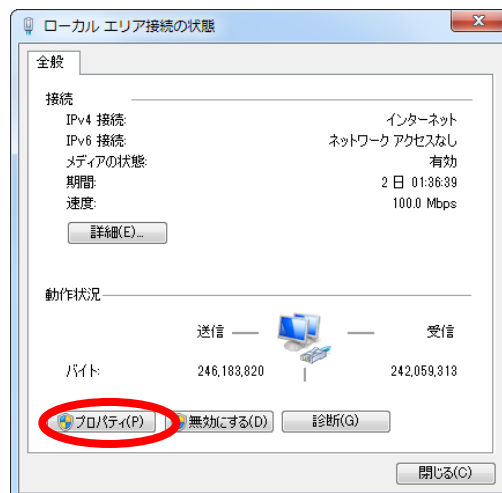 ローカル エリア接続の状態
全般
接続
IPv4 接続: インターネット
IPv6 接続: ネットワーク アクセスなし
メディアの状態: 有効
期間: 2 日 01:36:39
速度: 100.0 Mbps
詳細(E)...
動作状況
送信 受信
バイト: 246,183,820 242,059,313
プロパティ(P) 無効にする(D) 診断(G)
閉じる(C)